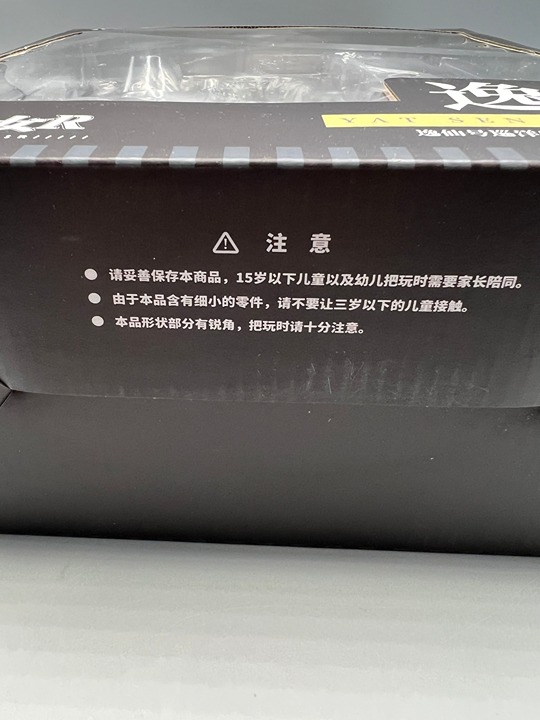 逸
YAT SEN
⚠ 注 意
● 请妥善保存本商品，15岁以下儿童以及幼儿把玩时需要家长陪同。
● 由于本品含有细小的零件，请不要让三岁以下的儿童接触。
● 本品形状部分有锐角，把玩时请十分注意。